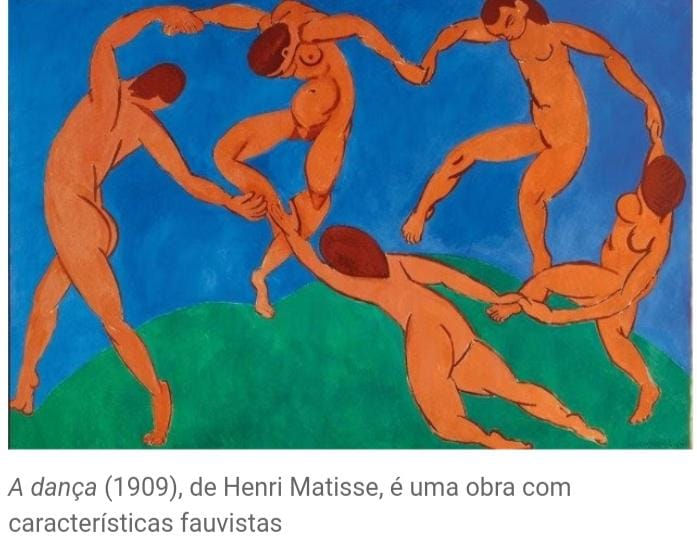 A dança (1909), de Henri Matisse, é uma obra com
características fauvistas